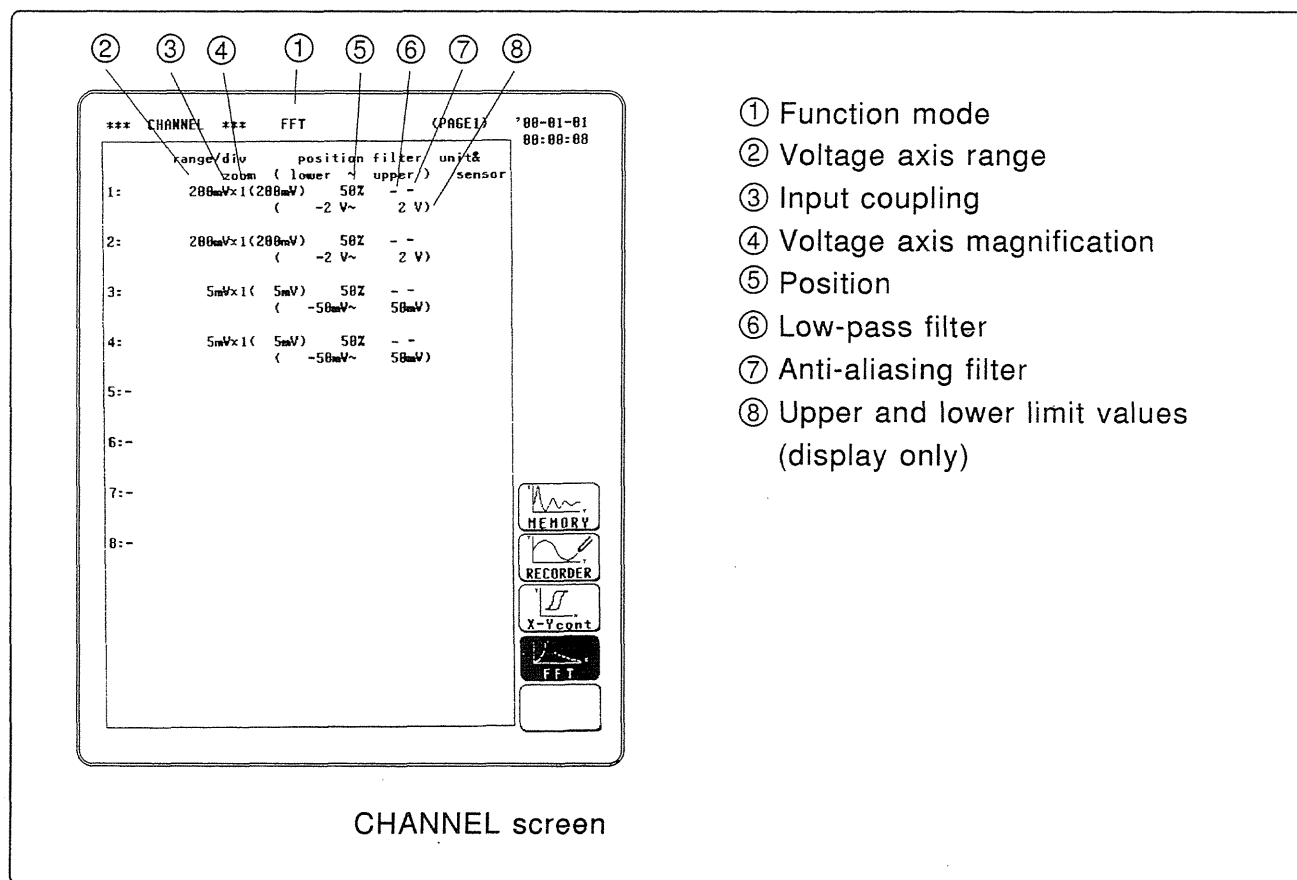 ② ③ ④ ① ⑤ ⑥ ⑦ ⑧
*** CHANNEL *** FFT (PAGE1) '00-01-01
00:00:08
range/div position filter unit&
zoom ( lower ~ upper ) sensor
1: 200mV×1(200mV) 50% - -
( -2 V~ 2 V)
2: 200mV×1(200mV) 50% - -
( -2 V~ 2 V)
3: 5mV×1( 5mV) 50% - -
( -50mV~ 50mV)
4: 5mV×1( 5mV) 50% - -
( -50mV~ 50mV)
5:-
6:-
7:-
8:-
MEMORY
RECORDER
X-Ycont
FFT
CHANNEL screen
① Function mode
② Voltage axis range
③ Input coupling
④ Voltage axis magnification
⑤ Position
⑥ Low-pass filter
⑦ Anti-aliasing filter
⑧ Upper and lower limit values
(display only)